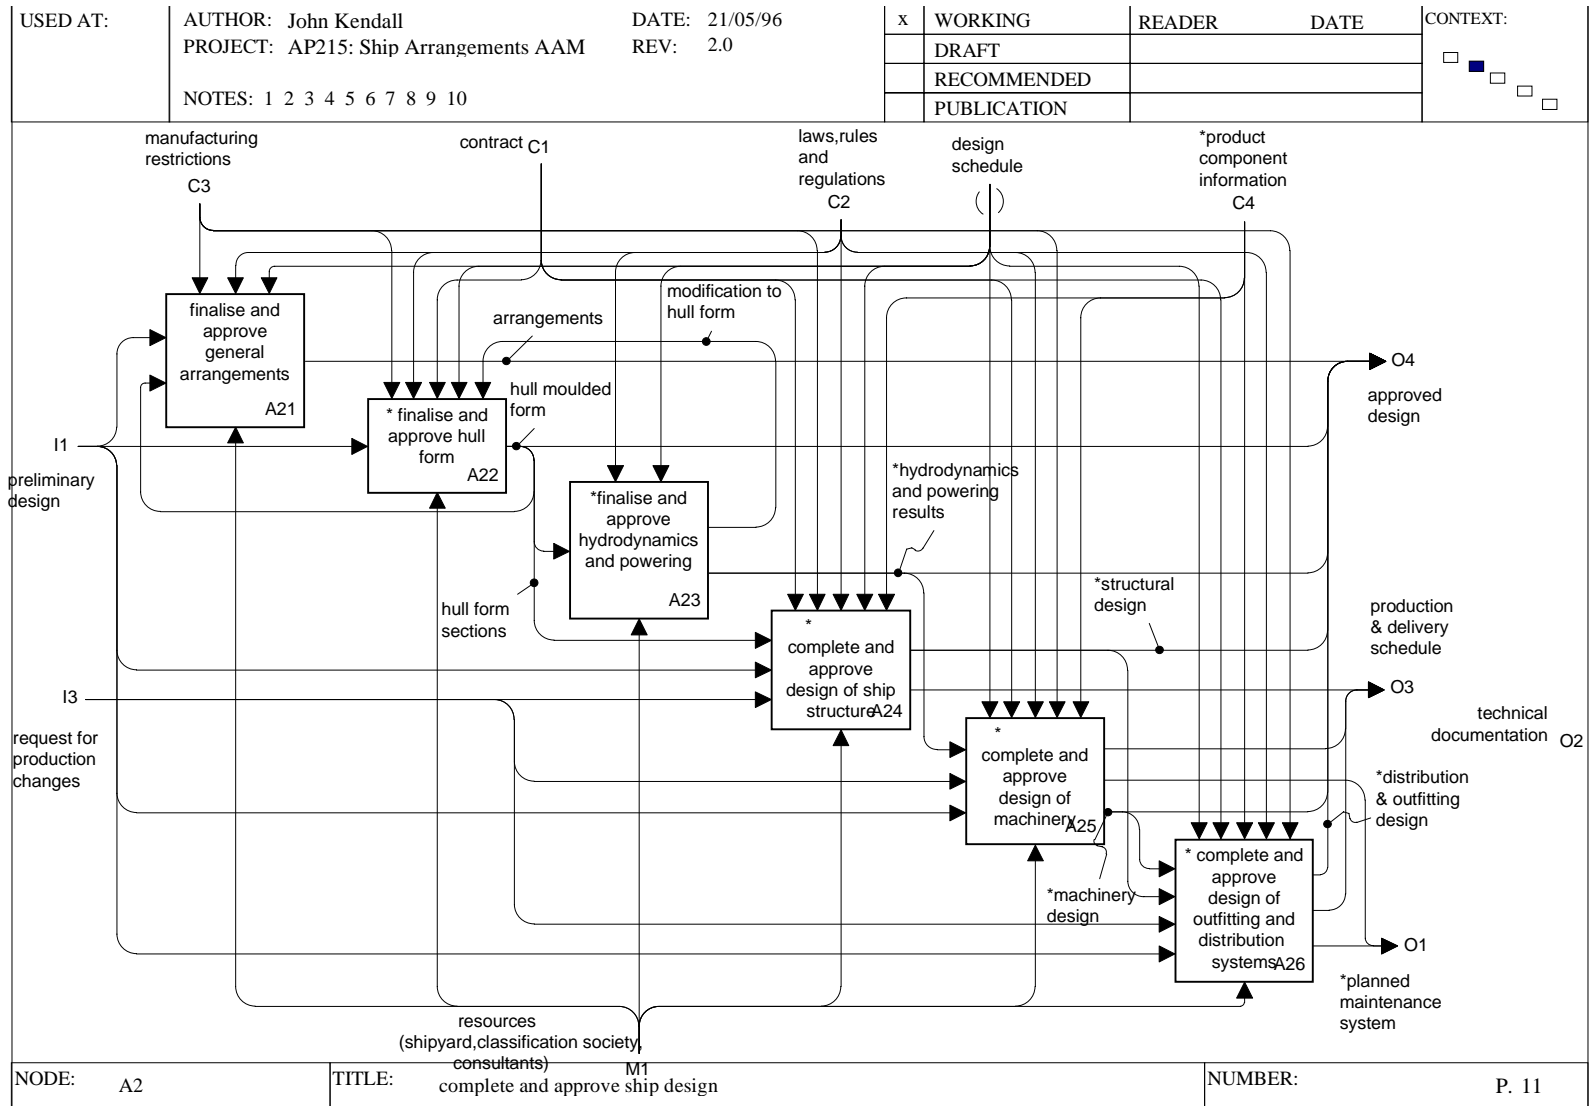 USED AT:
AUTHOR: John Kendall
DATE: 21/05/96
PROJECT: AP215: Ship Arrangements AAM
REV: 2.0
NOTES: 1 2 3 4 5 6 7 8 9 10
x WORKING
DRAFT
RECOMMENDED
PUBLICATION
READER DATE
CONTEXT:
manufacturing
restrictions
C3
contract C1
laws,rules
and
regulations
C2
design
schedule
( )
*product
component
information
C4
finalise and
approve
general
arrangements
A21
arrangements
modification to
hull form
O4
approved
design
hull moulded
form
* finalise and
approve hull
form
A22
I1
preliminary
design
*finalise and
approve
hydrodynamics
and powering
A23
*hydrodynamics
and powering
results
hull form
sections
*structural
design
production
& delivery
schedule
*
complete and
approve
design of ship
structure
A24
I3
request for
production
changes
O3
technical
documentation O2
*
complete and
approve
design of
machinery
A25
*distribution
& outfitting
design
*machinery
design
* complete and
approve
design of
outfitting and
distribution
systems
A26
O1
*planned
maintenance
system
resources
(shipyard,classification society,
consultants)
M1
NODE: A2
TITLE: complete and approve ship design
NUMBER:
P. 11